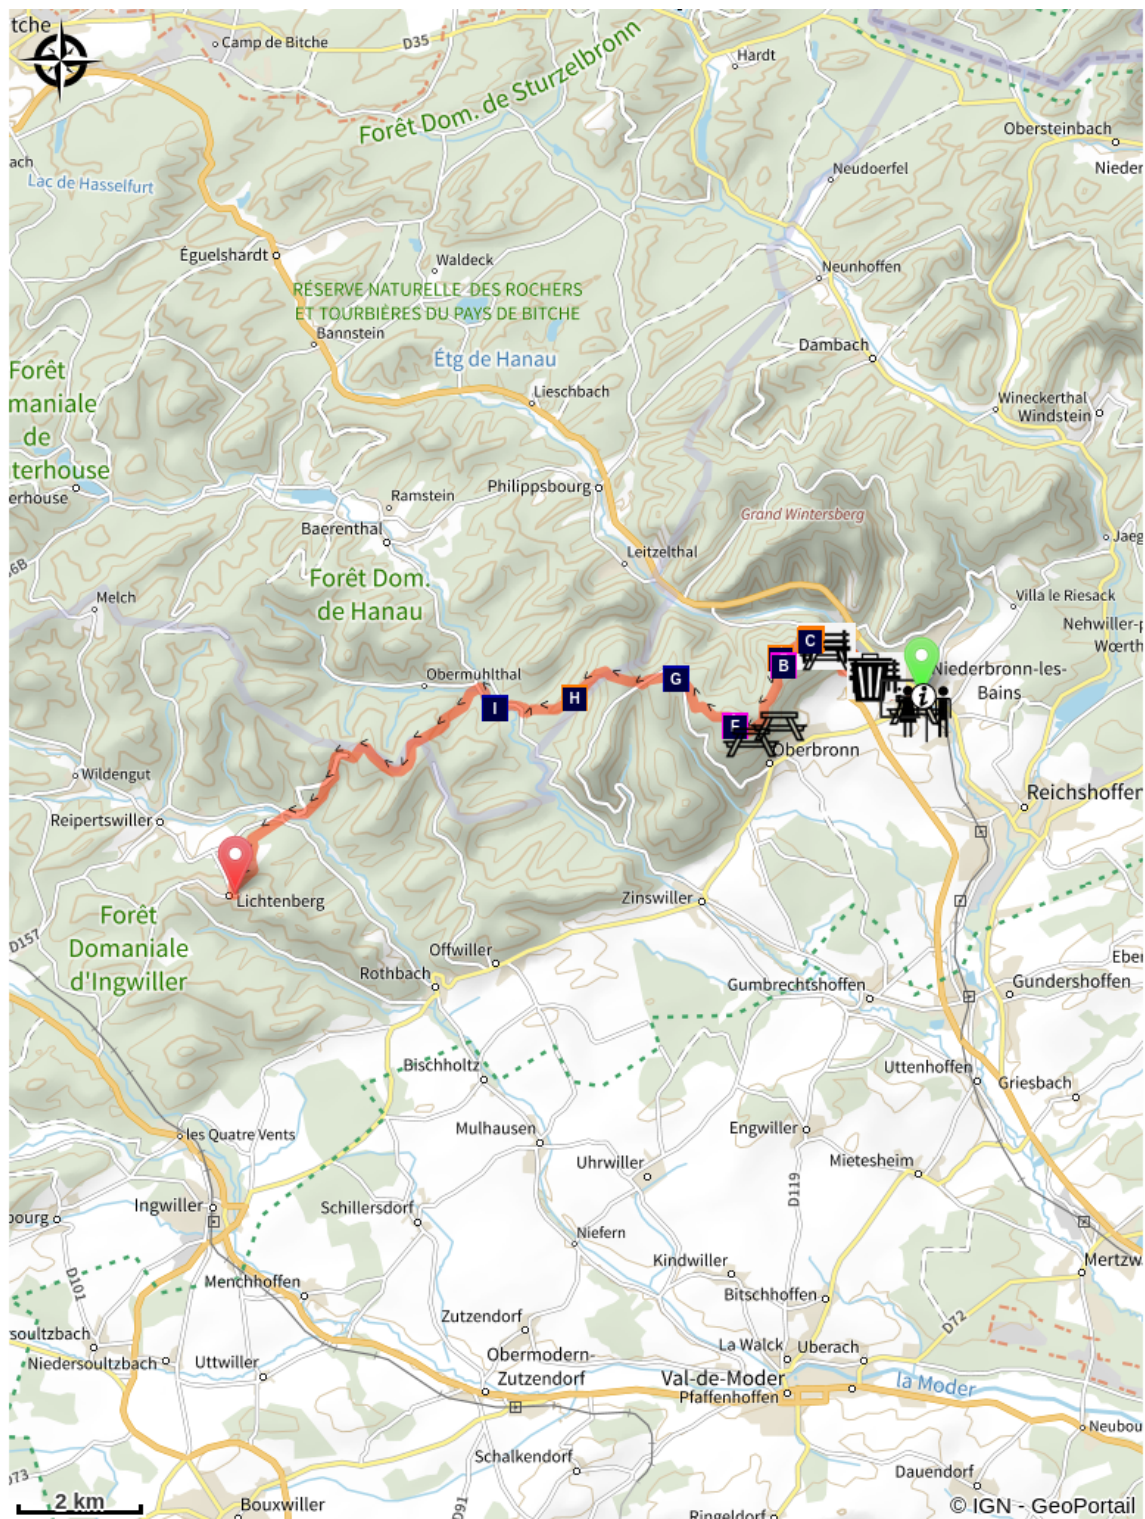 tche
Camp de Bitche
D35
Hardt
Forêt Dom. de Sturzelbronn
Obersteinbach
ach
Lac de Hasselfurt
Neudoerfel
Nieder
Éguelshardt
Waldeck
Neunhoffen
RÉSERVE NATURELLE DES ROCHERS
ET TOURBIÈRES DU PAYS DE BITCHE
Bannstein
Dambach
Étg de Hanau
Forêt
maniale
de
terhouse
Lieschbach
Wineckerthal
Windstein
erhouse
Ramstein
Philippsbourg
Grand Wintersberg
Baerenthal
Leitzelthal
Jaeg
6B
Forêt Dom.
de Hanau
Melch
Villa le Riesack
Nehwiller-p
Wœrth
C
B
Obermuhlthal
G
Niederbronn-les-
Bains
i
H
I
F
Oberbronn
Wildengut
Reichshoffen
Reipertswiller
Lichtenberg
Zinswiller
Forêt
Domaniale
d'Ingwiller
D157
Offwiller
Rothbach
Eber
Gumbrechtshoffen
Gundershoffen
Bischholtz
Uttenhoffen
Griesbach
les Quatre Vents
Mulhausen
Engwiller
Uhrwiller
Mietesheim
D119
Ingwiller
bourg
Schillersdorf
Niefern
Kindwiller
Mertzw
D101
Menchhoffen
Bitschhoffen
Zutzendorf
D72
soultzbach
Niedersoultzbach
Uttwiller
Obermodern-
Zutzendorf
La Walck
Uberach
Val-de-Moder
Pfaffenhoffen
la Moder
Neubou
Schalkendorf
D73
Dauendorf
2 km
Bouxwiller
D91
Ringeldorf
© IGN - GeoPortail